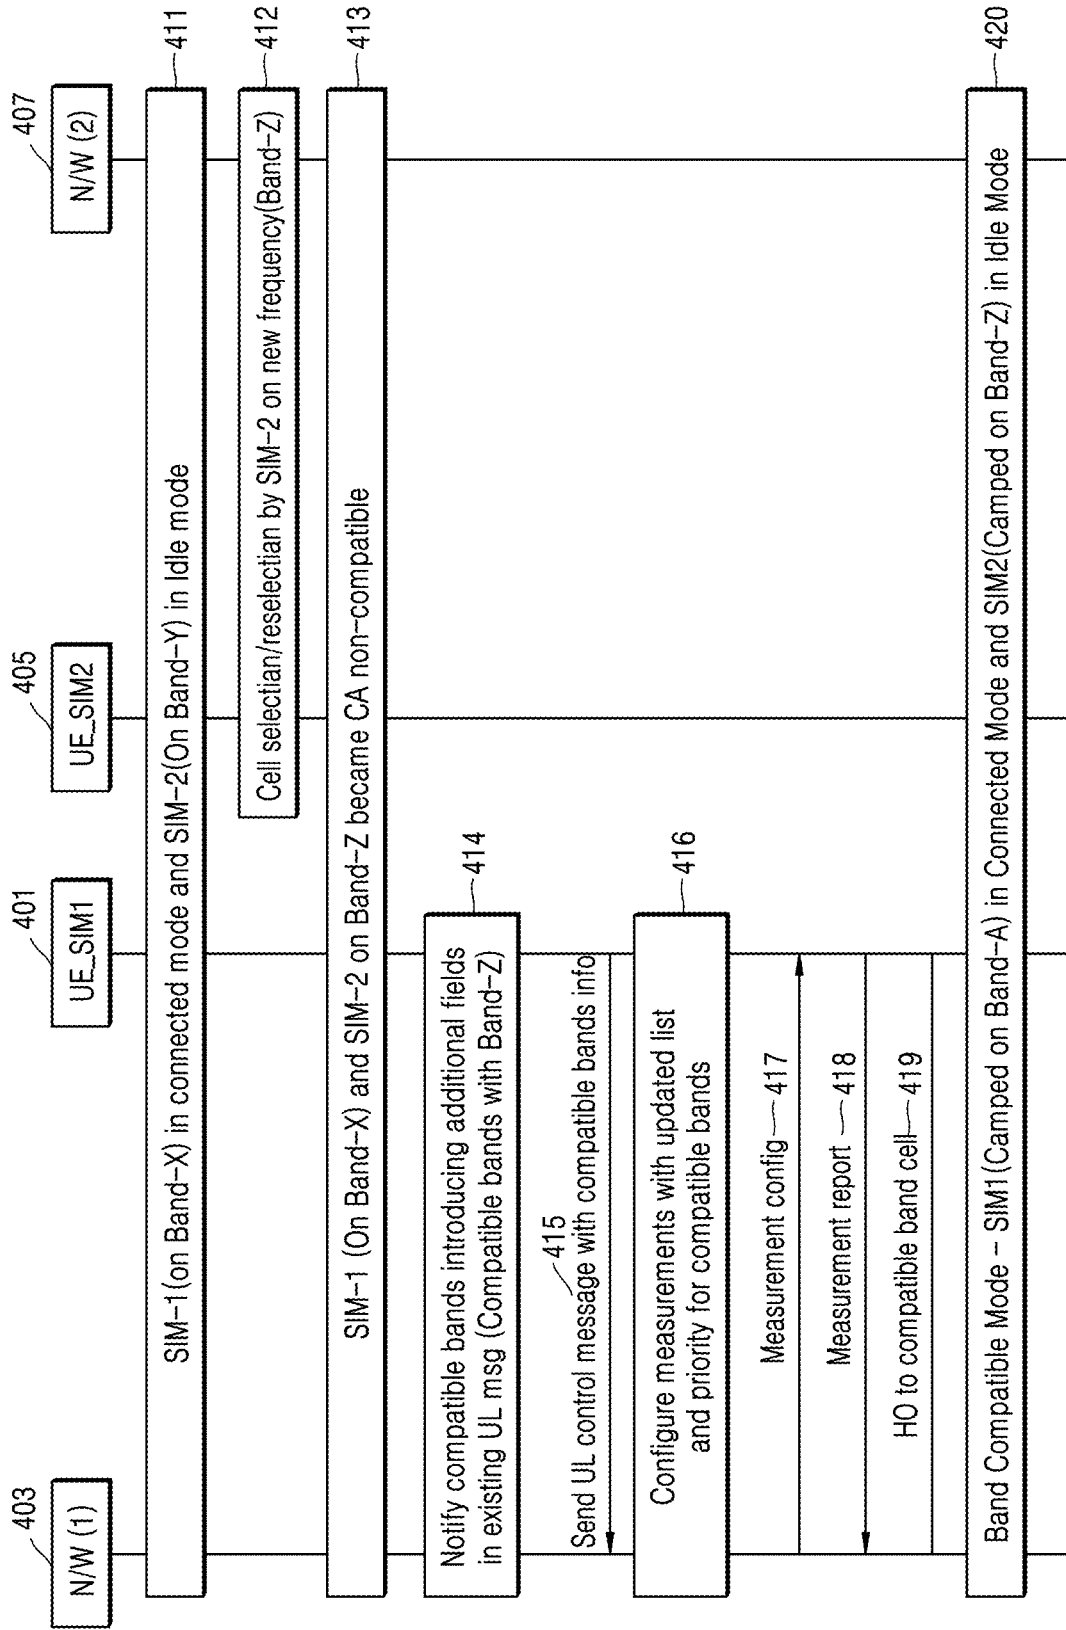 403
N/W (1)
401
UE_SIM1
405
UE_SIM2
407
N/W (2)
SIM-1(on Band-X) in connected mode and SIM-2(On Band-Y) in Idle mode
411
Cell selectian/reselectian by SIM-2 on new frequency(Band-Z)
412
SIM-1 (On Band-X) and SIM-2 on Band-Z became CA non-compatible
413
Notify compatible bands introducing additional fields
in existing UL msg (Compatible bands with Band-Z)
414
415
Send UL control message with compatible bands info
Configure measurements with updated list
and priority for compatible bands
416
Measurement config 417
Measurement report 418
HO to compatible band cell 419
Band Compatible Mode - SIM1(Camped on Band-A) in Connected Mode and SIM2(Camped on Band-Z) in Idle Mode
420